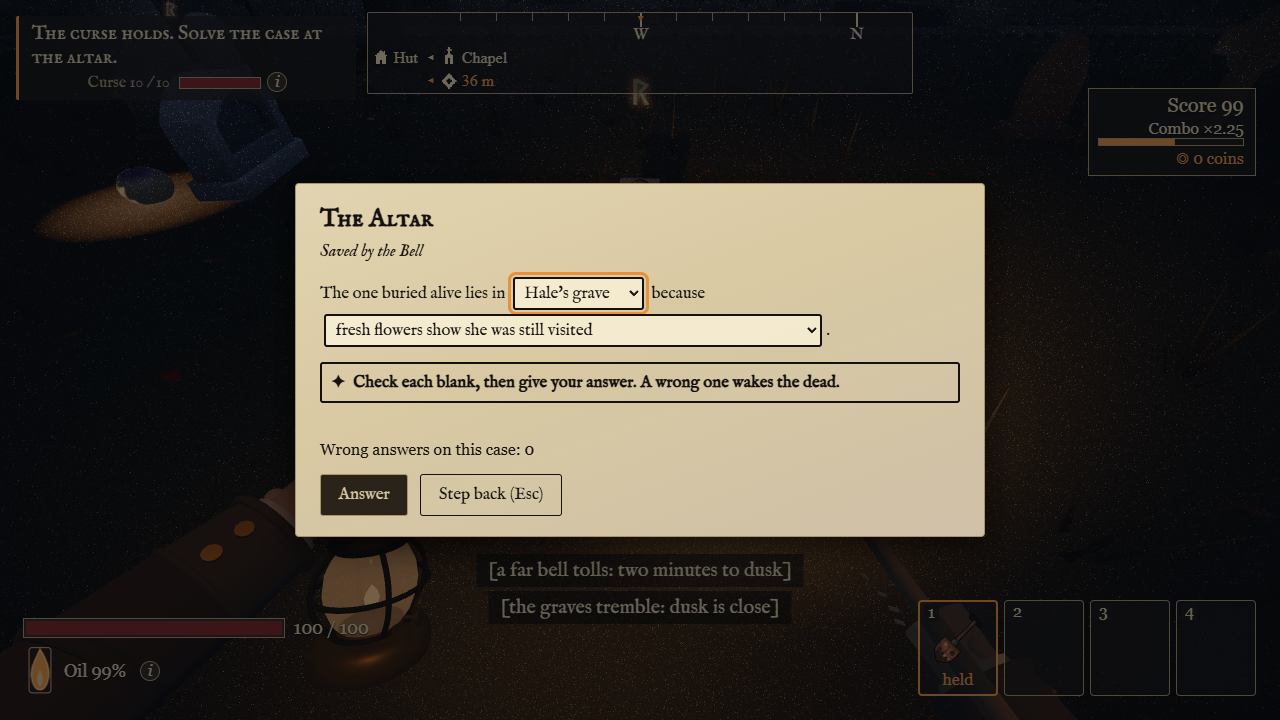 The curse holds. Solve the case at
the altar.
Curse 10/10 i
W N
Hut Chapel
36 m
R
Score 99
Combo ×2.25
0 coins
The Altar
Saved by the Bell
The one buried alive lies in Hale's grave because
fresh flowers show she was still visited .
Check each blank, then give your answer. A wrong one wakes the dead.
Wrong answers on this case: 0
Answer Step back (Esc)
[a far bell tolls: two minutes to dusk]
[the graves tremble: dusk is close]
100 / 100
Oil 99% i
1 2 3 4
held